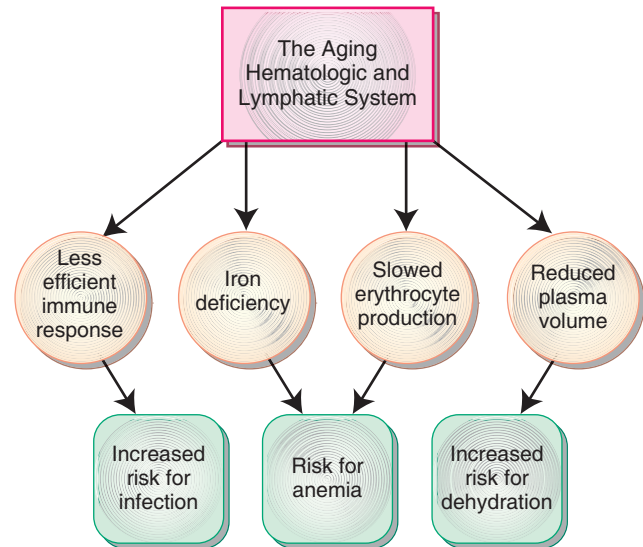 The Aging
Hematologic and
Lymphatic System
Less
efficient
immune
response
Iron
deficiency
Slowed
erythrocyte
production
Reduced
plasma
volume
Increased
risk for
infection
Risk for
anemia
Increased
risk for
dehydration